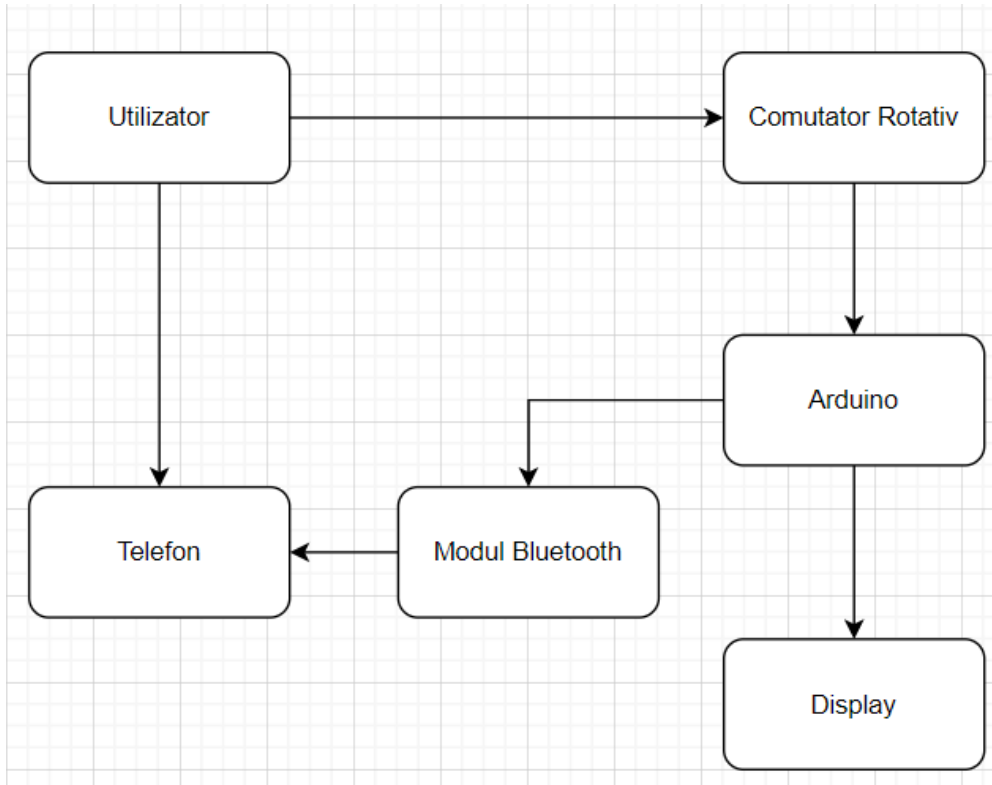 Utilizator
Comutator Rotativ
Arduino
Telefon
Modul Bluetooth
Display